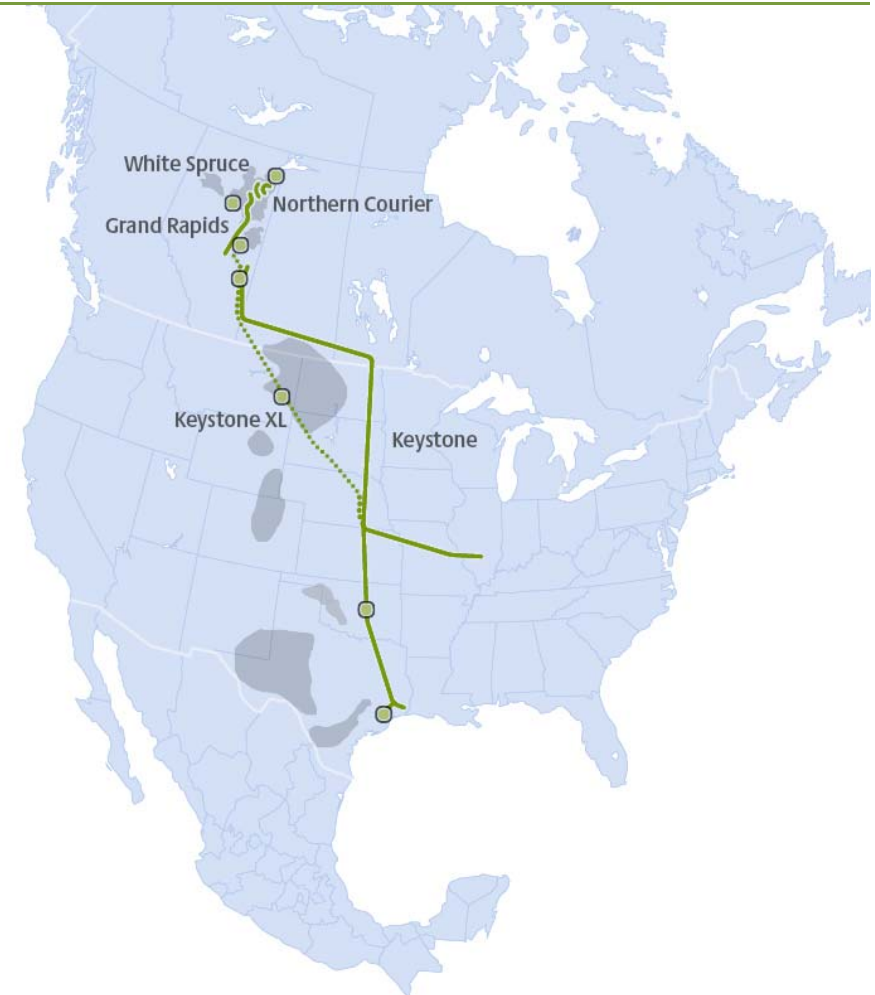 White Spruce
Northern Courier
Grand Rapids
Keystone XL
Keystone